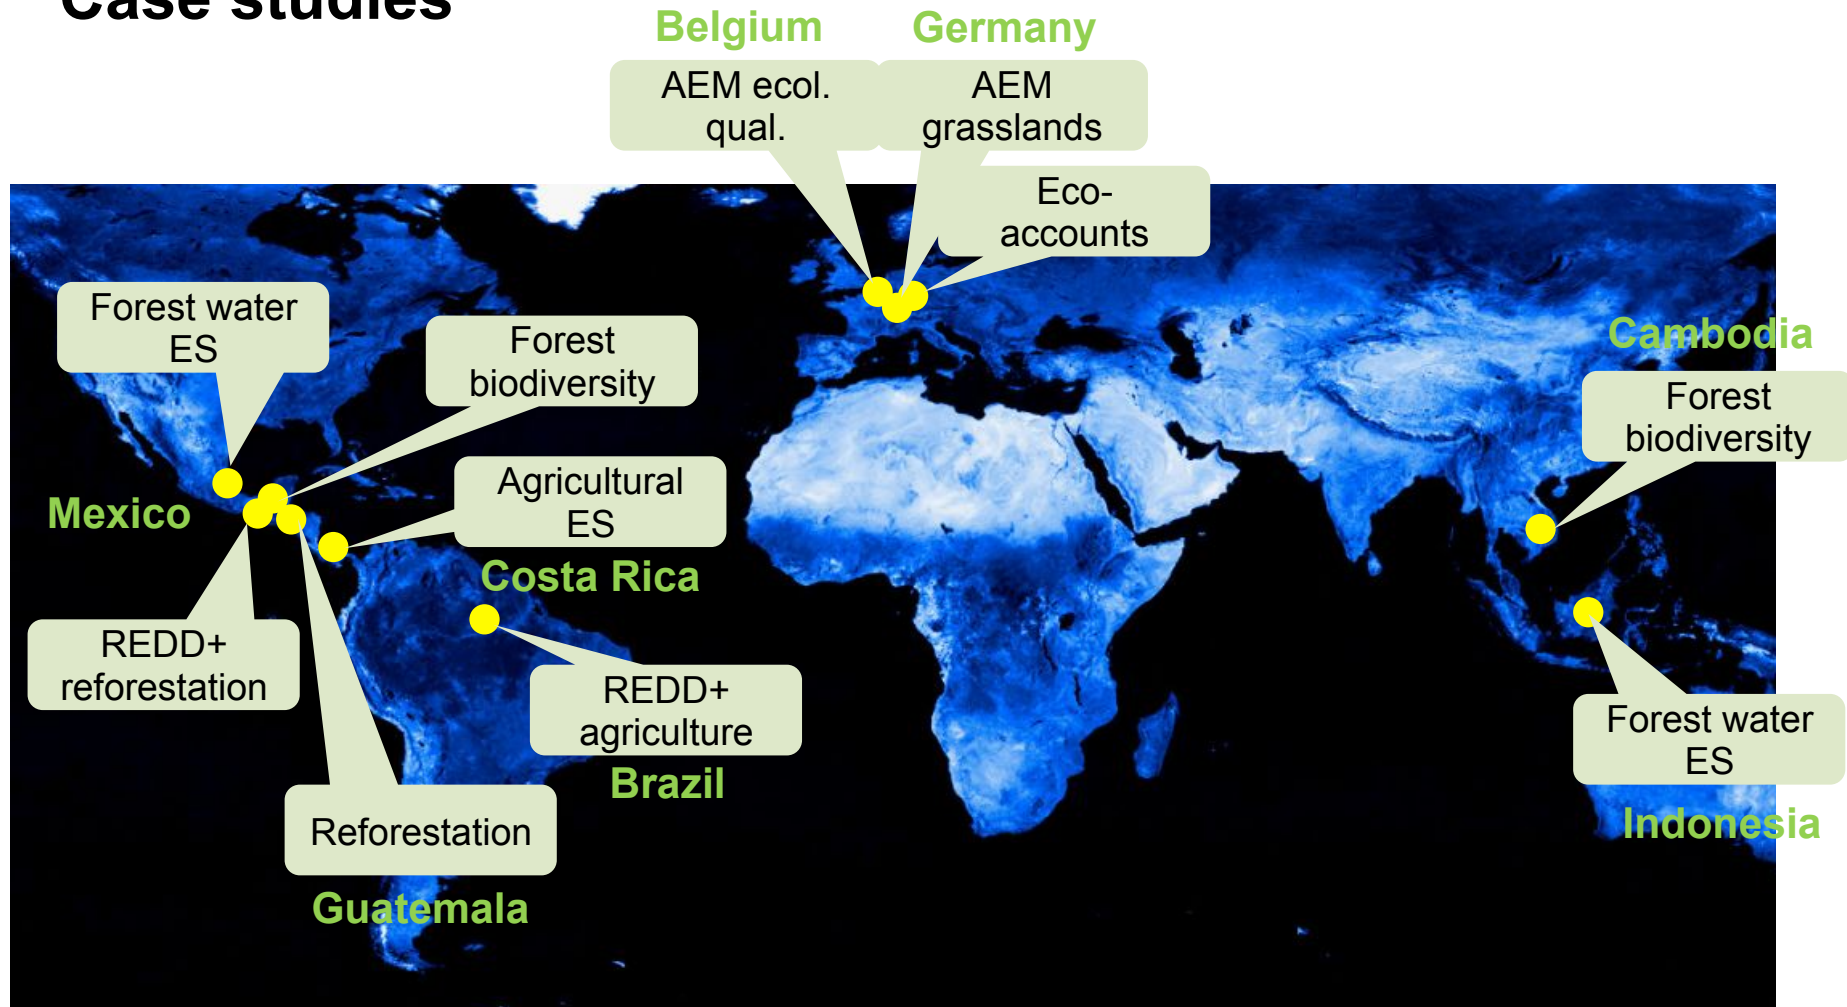 Case studies
Belgium
Germany
AEM ecol.
qual.
AEM
grasslands
Eco-
accounts
Forest water
ES
Forest
biodiversity
Cambodia
Forest
biodiversity
Mexico
Agricultural
ES
Costa Rica
REDD+
reforestation
REDD+
agriculture
Brazil
Forest water
ES
Indonesia
Reforestation
Guatemala